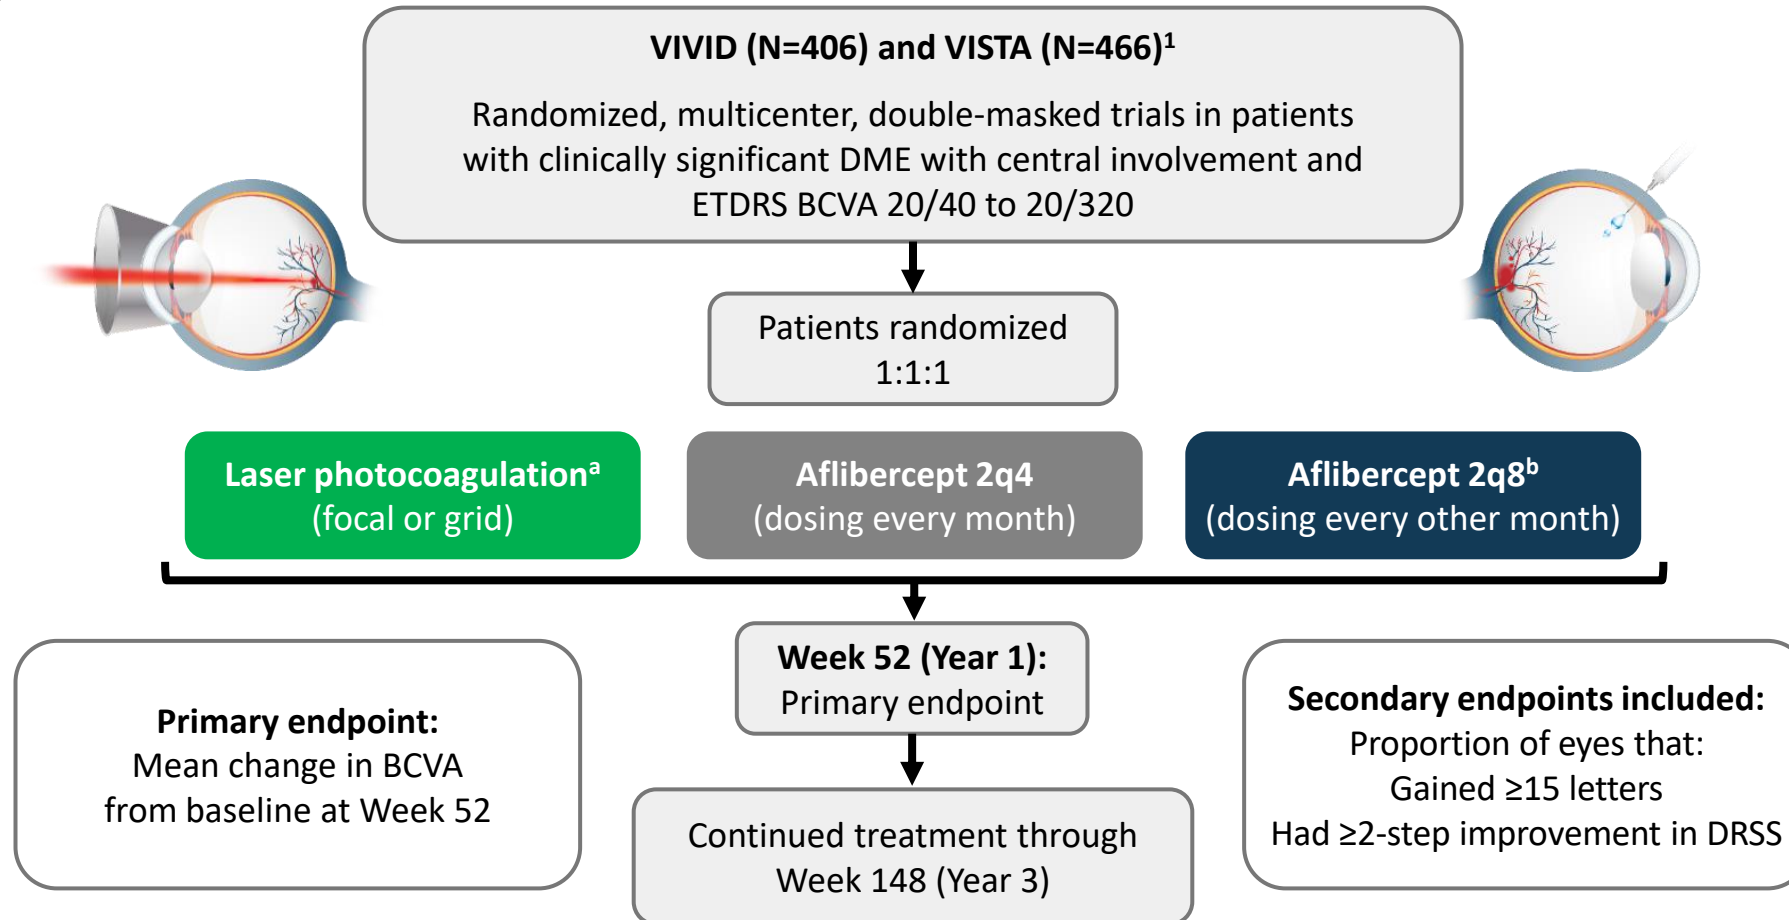 VIVID (N=406) and VISTA (N=466)¹
Randomized, multicenter, double-masked trials in patients
with clinically significant DME with central involvement and
ETDRS BCVA 20/40 to 20/320
Patients randomized
1:1:1
Laser photocoagulationᵃ
(focal or grid)
Aflibercept 2q4
(dosing every month)
Aflibercept 2q8ᵇ
(dosing every other month)
Primary endpoint:
Mean change in BCVA
from baseline at Week 52
Week 52 (Year 1):
Primary endpoint
Continued treatment through
Week 148 (Year 3)
Secondary endpoints included:
Proportion of eyes that:
Gained ≥15 letters
Had ≥2-step improvement in DRSS